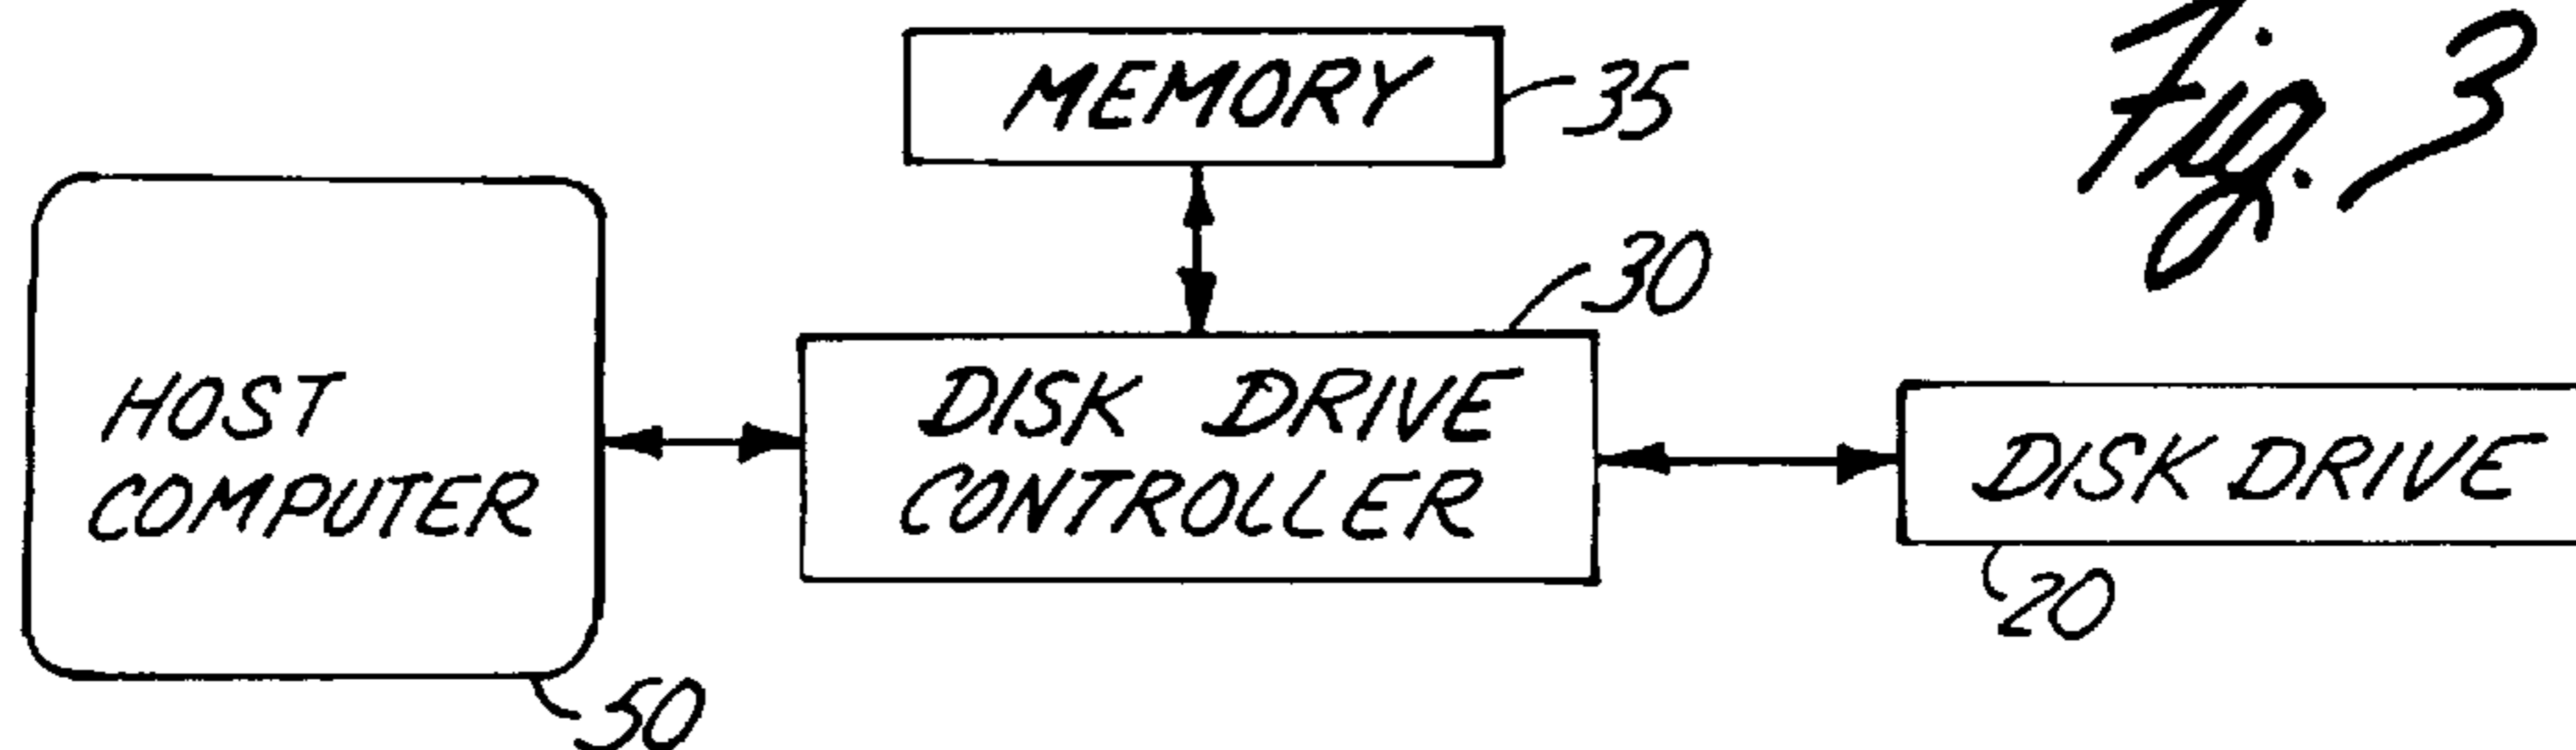 MEMORY
35
Fig. 3
30
HOST
COMPUTER
DISK DRIVE
CONTROLLER
DISK DRIVE
20
50